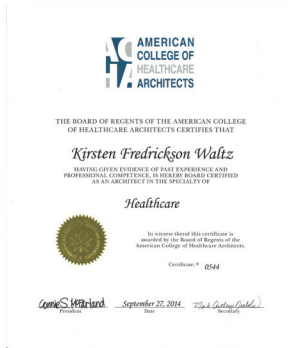 AMERICAN
COLLEGE OF
HEALTHCARE
ARCHITECTS
THE BOARD OF REGENTS OF THE AMERICAN COLLEGE
OF HEALTHCARE ARCHITECTS CERTIFIES THAT
Kirsten Fredrickson Waltz
HAVING GIVEN EVIDENCE OF PAST EXPERIENCE AND
PROFESSIONAL COMPETENCE, IS HEREBY BOARD CERTIFIED
AS AN ARCHITECT IN THE SPECIALTY OF
Healthcare
In witness thereof this certificate is
awarded by the Board of Regents of the
American College of Healthcare Architects.
Certificate: # 0544
Connie S. McFarland September 27, 2014
President Date Secretary